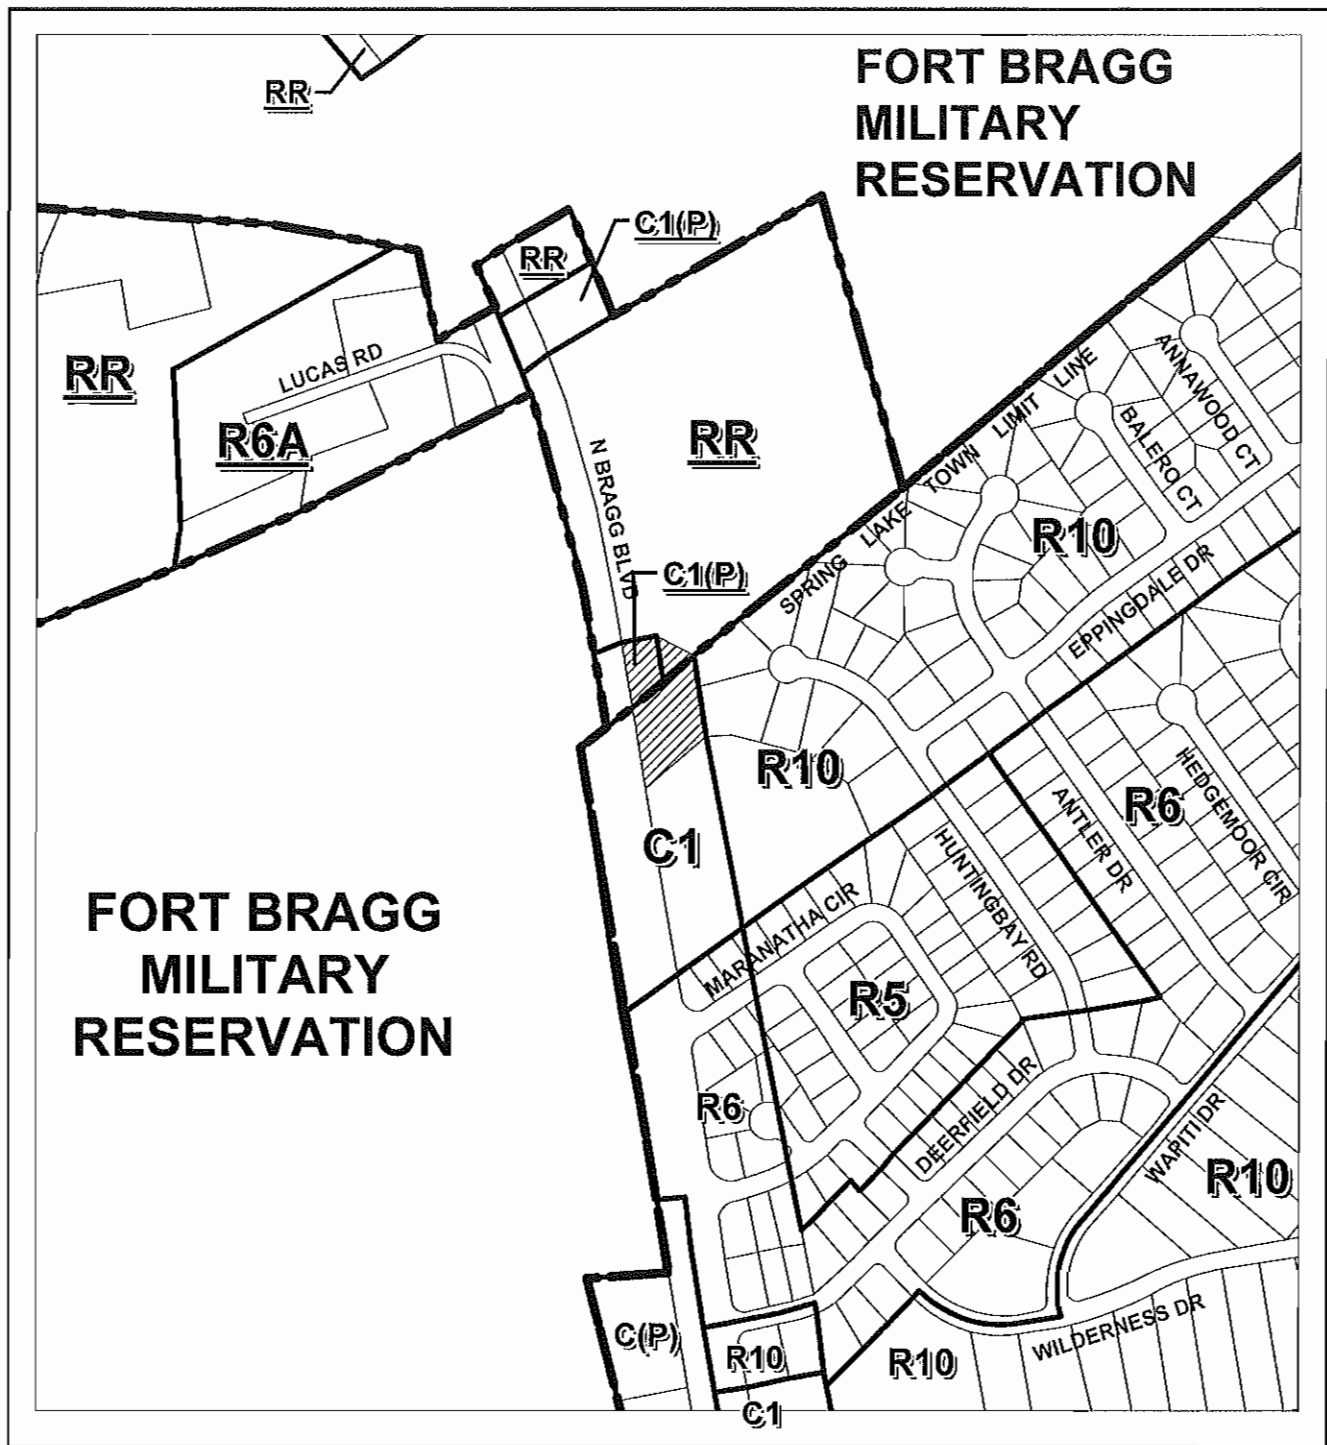 FORT BRAGG
MILITARY
RESERVATION
RR
C1(P)
RR
LUCAS RD
RR
R6A
RR
N BRAGG BLVD
C1(P)
SPRING LAKE TOWN LIMIT LINE
ANNAWOOD CT
BALERO CT
R10
EPPINGDALE DR
R10
R6
HEDGEMOOR CIR
ANTLER DR
HUNTINGBAY RD
C1
MARANATHA CIR
FORT BRAGG
MILITARY
RESERVATION
R5
R6
DEERFIELD DR
WAPITI DR
R10
R6
WILDERNESS DR
C(P)
R10
R10
C1